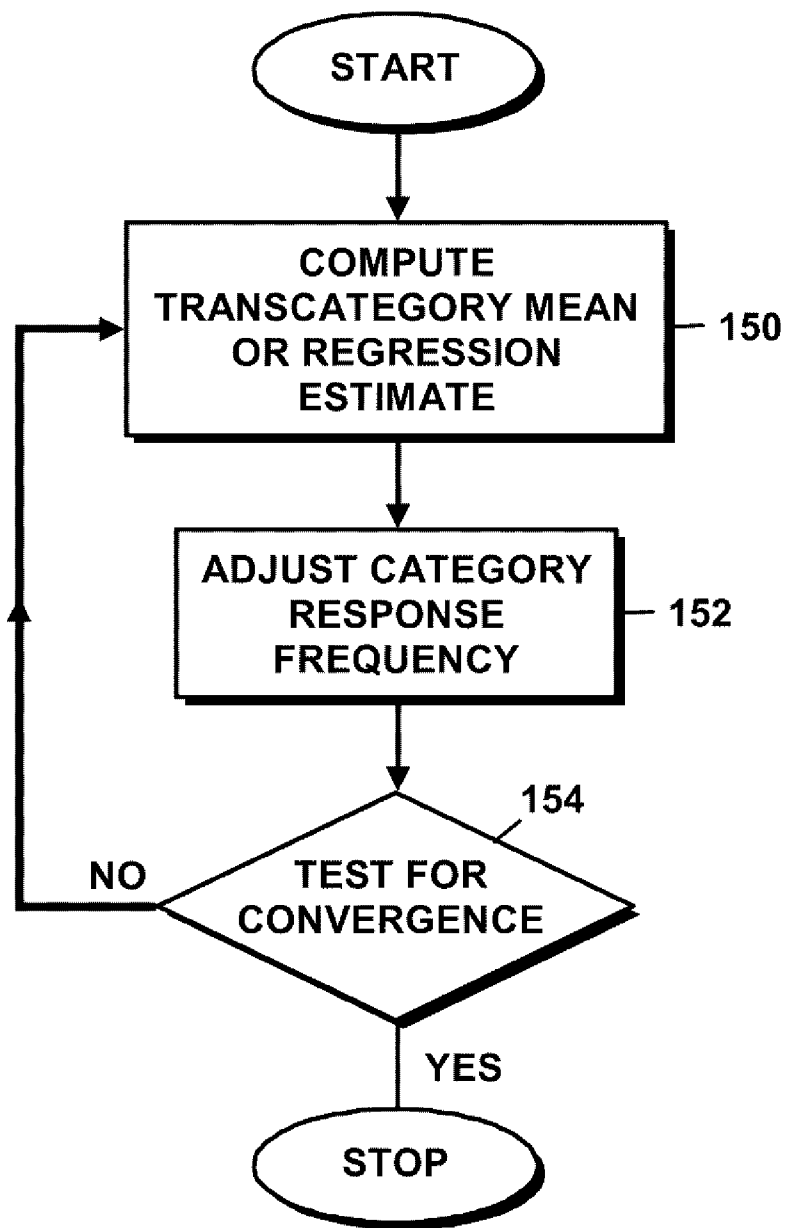 START
COMPUTE
TRANSCATEGORY MEAN
OR REGRESSION
ESTIMATE
150
ADJUST CATEGORY
RESPONSE
FREQUENCY
152
154
TEST FOR
CONVERGENCE
NO
YES
STOP